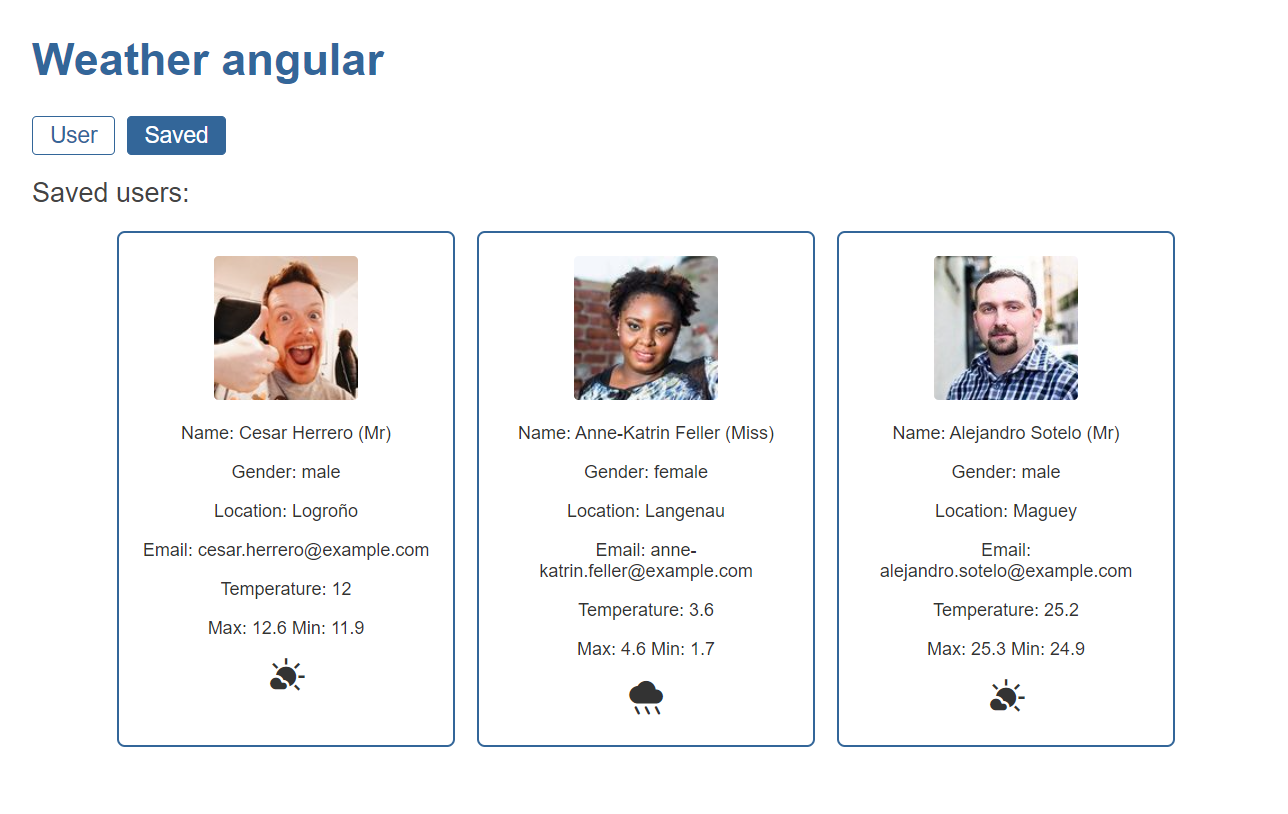 Weather angular
User
Saved
Saved users:
Name: Cesar Herrero (Mr)
Gender: male
Location: Logroño
Email: cesar.herrero@example.com
Temperature: 12
Max: 12.6 Min: 11.9
Name: Anne-Katrin Feller (Miss)
Gender: female
Location: Langenau
Email: anne-
katrin.feller@example.com
Temperature: 3.6
Max: 4.6 Min: 1.7
Name: Alejandro Sotelo (Mr)
Gender: male
Location: Maguey
Email:
alejandro.sotelo@example.com
Temperature: 25.2
Max: 25.3 Min: 24.9